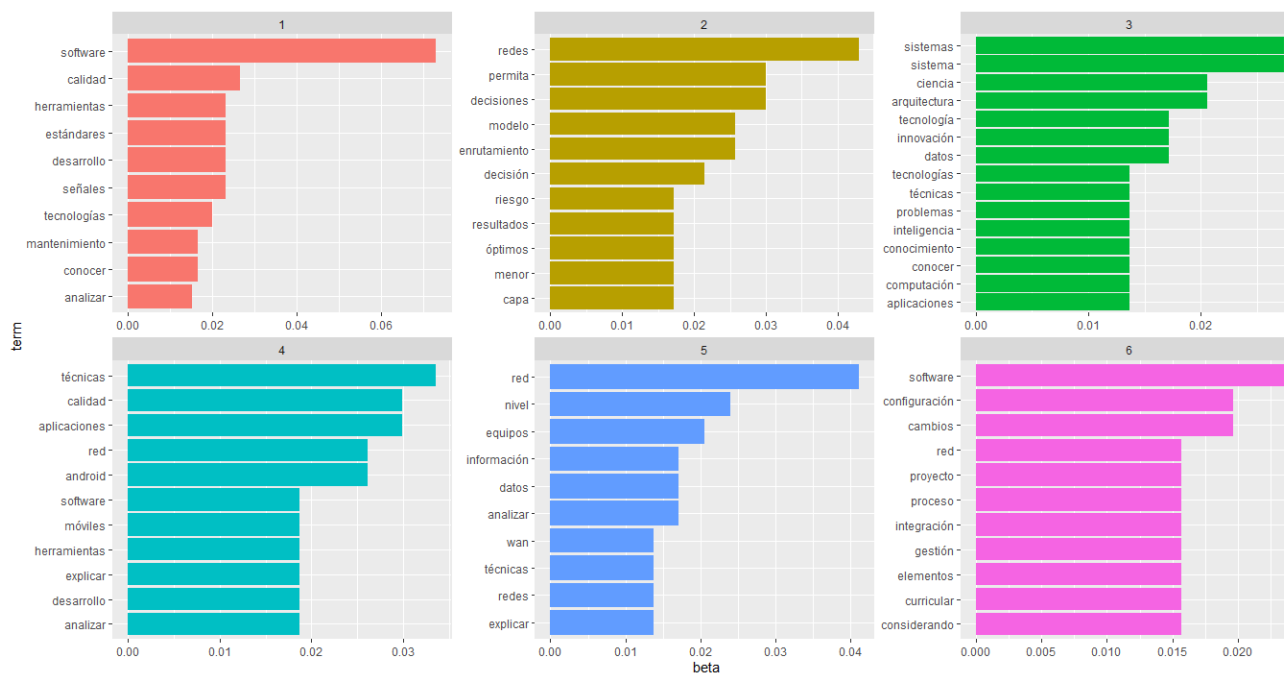 1
software
calidad
herramientas
estándares
desarrollo
señales
tecnologías
mantenimiento
conocer
analizar
0.00 0.02 0.04 0.06
2
redes
permita
decisiones
modelo
enrutamiento
decisión
riesgo
resultados
óptimos
menor
capa
0.00 0.01 0.02 0.03 0.04
3
sistemas
sistema
ciencia
arquitectura
tecnología
innovación
datos
tecnologías
técnicas
problemas
inteligencia
conocimiento
conocer
computación
aplicaciones
0.00 0.01 0.02
term
4
técnicas
calidad
aplicaciones
red
android
software
móviles
herramientas
explicar
desarrollo
analizar
0.00 0.01 0.02 0.03
5
red
nivel
equipos
información
datos
analizar
wan
técnicas
redes
explicar
0.00 0.01 0.02 0.03 0.04
6
software
configuración
cambios
red
proyecto
proceso
integración
gestión
elementos
curricular
considerando
0.000 0.005 0.010 0.015 0.020
beta